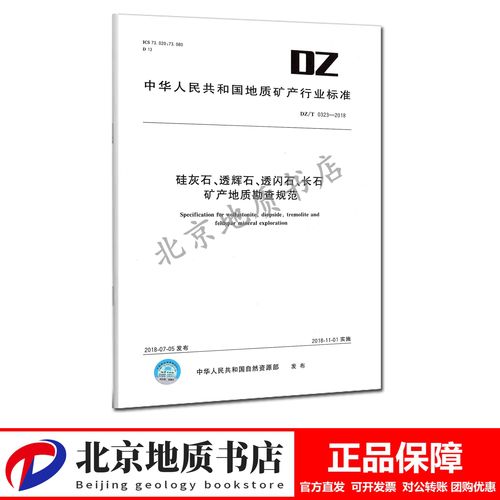 ICS 73.020;73.080
D 13
DZ
中华人民共和国地质矿产行业标准
DZ/T 0323—2018
硅灰石、透辉石、透闪石、长石
矿产地质勘查规范
Specification for wollastonite, diopside, tremolite and
feldspar mineral exploration
北京地质书店
2018-07-05 发布
2018-11-01 实施
中华人民共和国自然资源部 发布
北京地质书店
Beijing geology bookstore
正品保障
官方直发 可开发票 对公转账 团购优惠